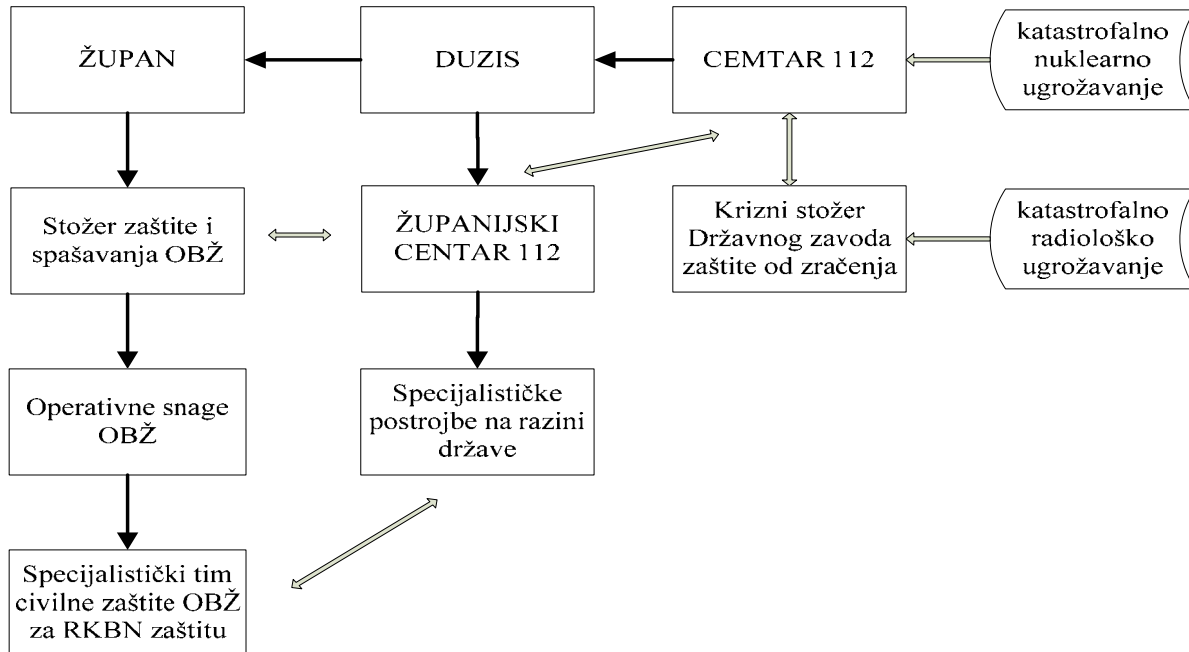 ŽUPAN
DUZIS
CEMTAR 112
katastrofalno
nuklearno
ugrožavanje
Stožer zaštite i
spašavanja OBŽ
ŽUPANIJSKI
CENTAR 112
Krizni stožer
Državnog zavoda
zaštite od zračenja
katastrofalno
radiološko
ugrožavanje
Operativne snage
OBŽ
Specijalističke
postrojbe na razini
države
Specijalistički tim
civilne zaštite OBŽ
za RKBN zaštitu